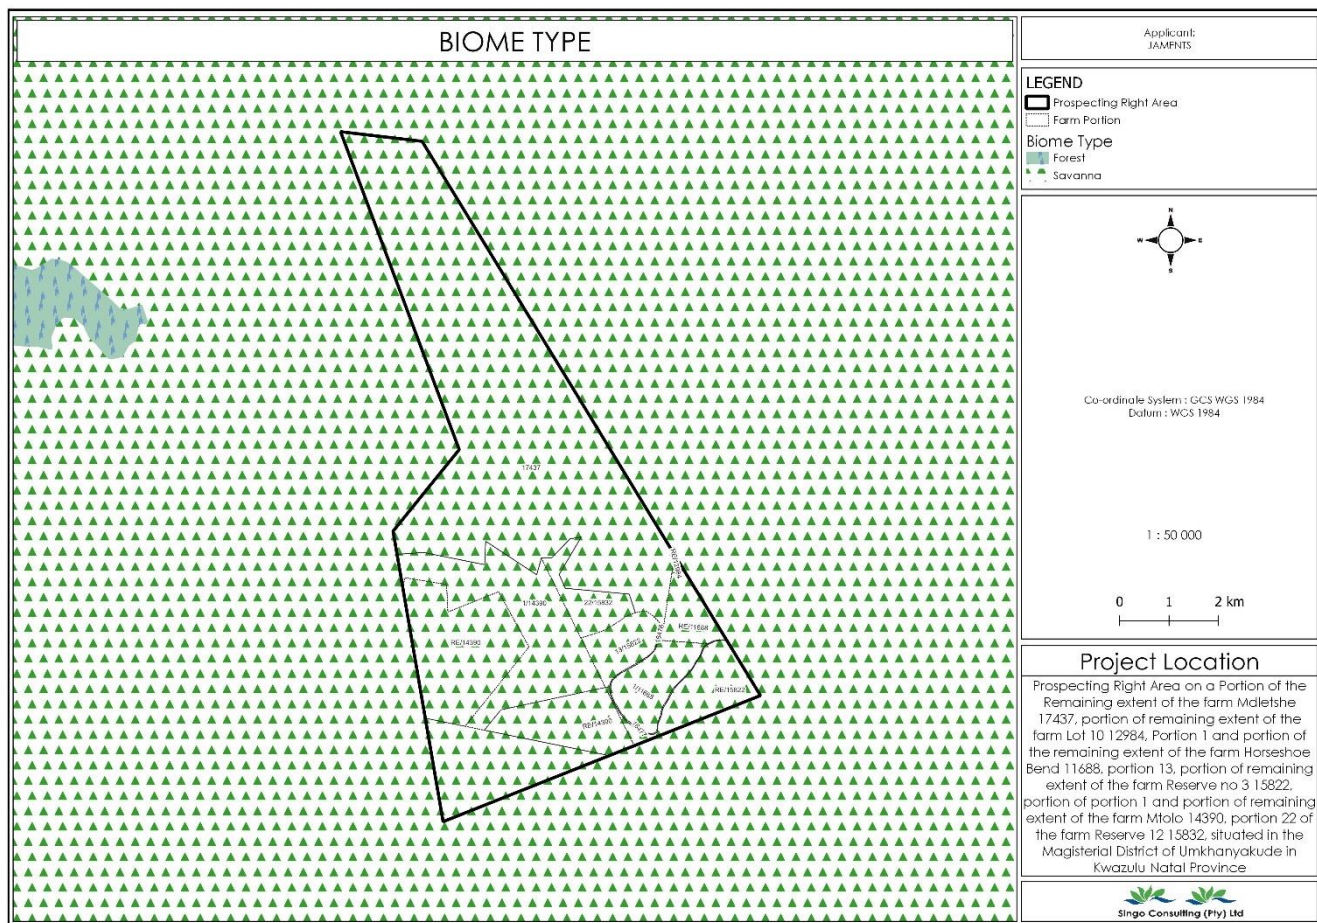 BIOME TYPE
Applicant:
JAMENTS
LEGEND
Prospecting Right Area
Farm Portion
Biome Type
Forest
Savanna
N
W
E
S
Co-ordinate System : GCS WGS 1984
Datum : WGS 1984
1 : 50 000
0 1 2 km
Project Location
Prospecting Right Area on a Portion of the
Remaining extent of the farm Mdletshe
17437, portion of remaining extent of the
farm Lot 10 12984, Portion 1 and portion of
the remaining extent of the farm Horseshoe
Bend 11688, portion 13, portion of remaining
extent of the farm Reserve no 3 15822,
portion of portion 1 and portion of remaining
extent of the farm Mtolo 14390, portion 22 of
the farm Reserve 12 15832, situated in the
Magisterial District of Umkhanyakude in
Kwazulu Natal Province
Singo Consulting (Pty) Ltd
17437
RE/12984
1/14390
22/15832
RE/14390
13/15822
RE/11688
1/11688
RE/15822
RE/14390